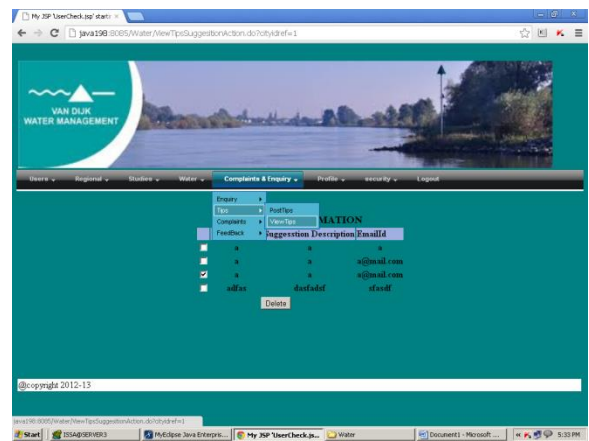 My JSP 'UserCheck.jsp' starti
java198:8085/Water/ViewTipsSuggestionAction.do?cityidref=1
VAN DIJK
WATER MANAGEMENT
Users Regional Studies Water Complaints & Enquiry Profile security Logout
Enquiry
Tips PostTips
Complaints ViewTips
FeedBack
MATION
Suggesstion Description EmailId
a a a
a a a@mail.com
a a a@mail.com
adfas dasfadsf sfasdf
Delete
@copyright 2012-13
java198:8085/Water/ViewTipsSuggestionAction.do?cityidref=1
Start ISSA@SERVER3 MyEclipse Java Enterpris... My JSP 'UserCheck.js... Water Document1 - Microsoft ... 5:33 PM